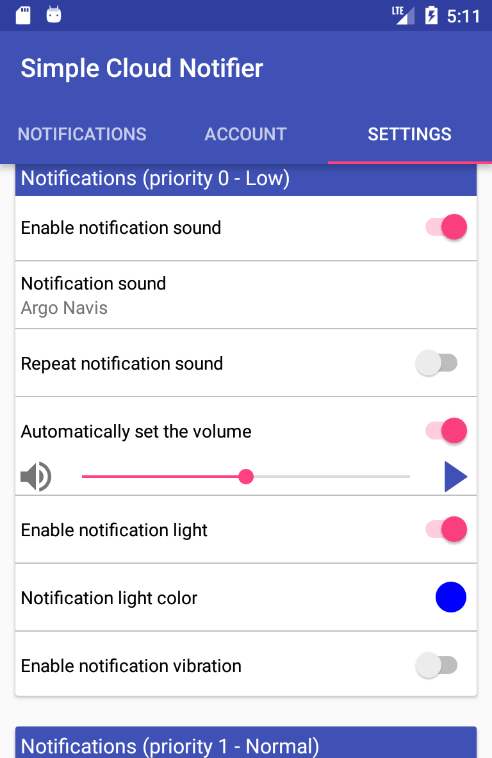 LTE 5:11
Simple Cloud Notifier
NOTIFICATIONS ACCOUNT SETTINGS
Notifications (priority 0 - Low)
Enable notification sound
Notification sound
Argo Navis
Repeat notification sound
Automatically set the volume
Enable notification light
Notification light color
Enable notification vibration
Notifications (priority 1 - Normal)